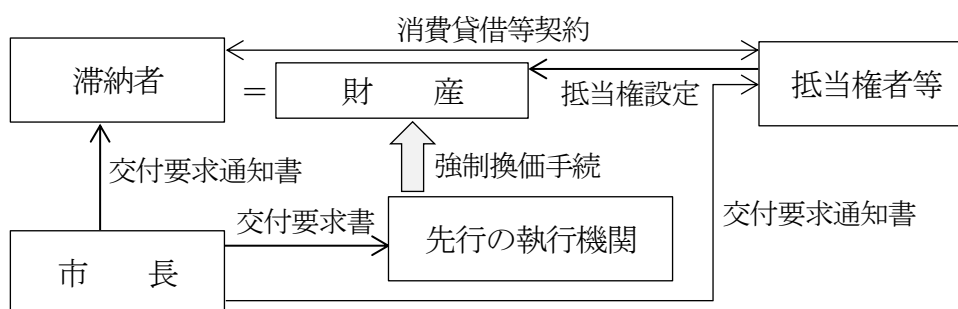 消費貸借等契約
滞納者
=
財　　産
抵当権設定
抵当権者等
交付要求通知書
強制換価手続
交付要求書
先行の執行機関
交付要求通知書
市　　長